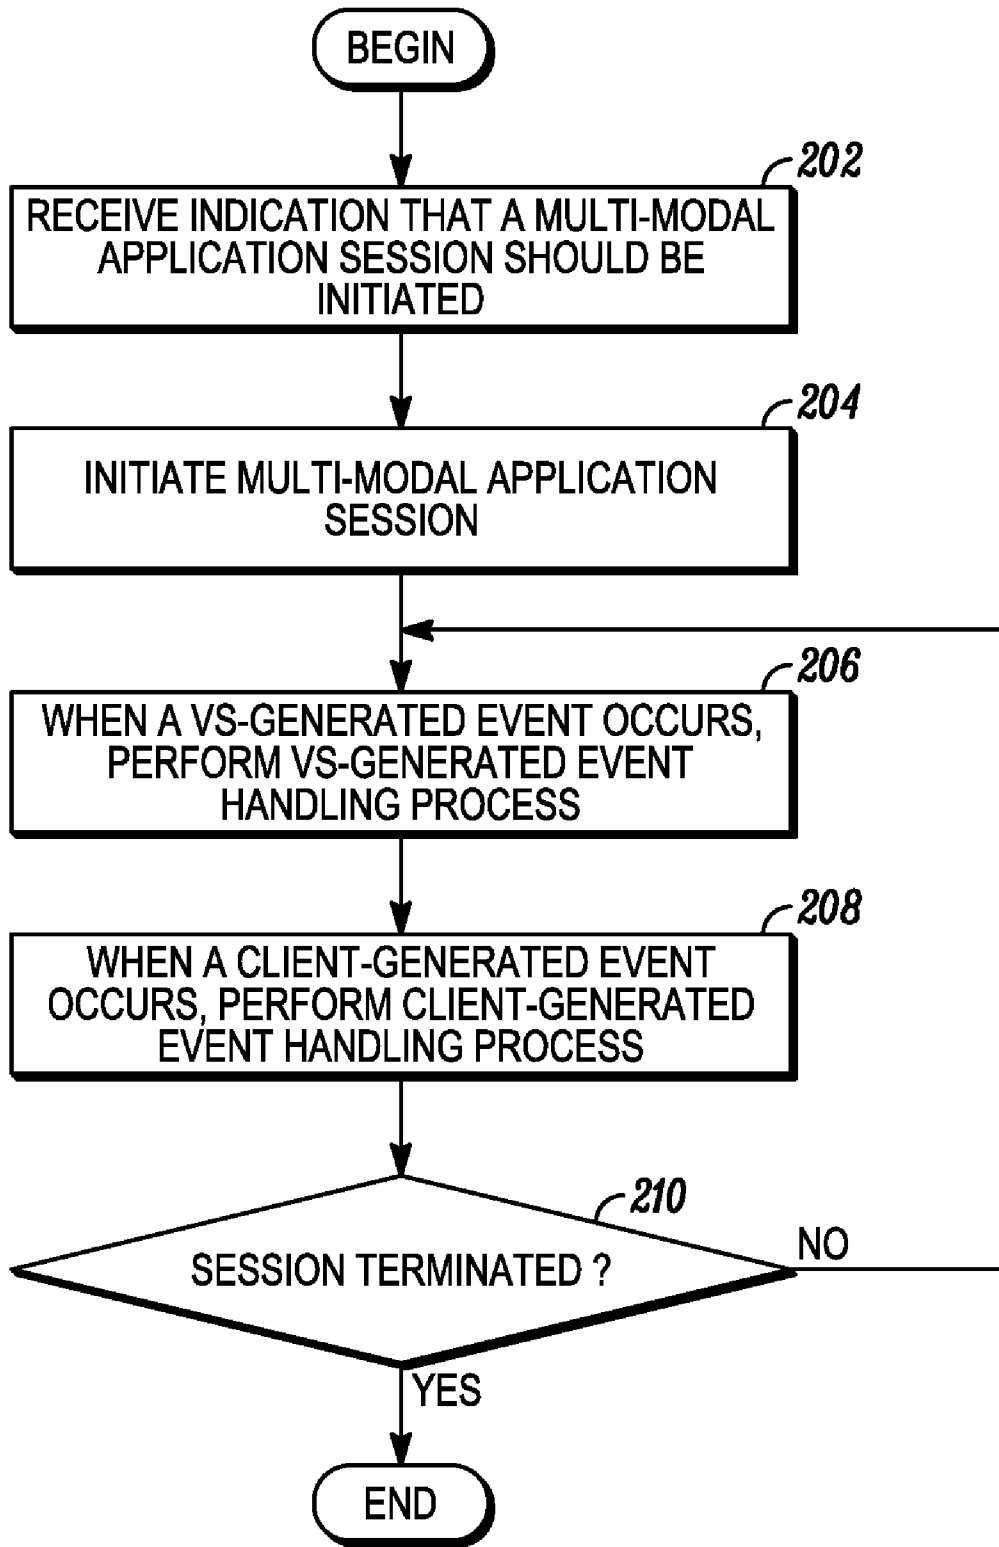 BEGIN
202
RECEIVE INDICATION THAT A MULTI-MODAL
APPLICATION SESSION SHOULD BE
INITIATED
204
INITIATE MULTI-MODAL APPLICATION
SESSION
206
WHEN A VS-GENERATED EVENT OCCURS,
PERFORM VS-GENERATED EVENT
HANDLING PROCESS
208
WHEN A CLIENT-GENERATED EVENT
OCCURS, PERFORM CLIENT-GENERATED
EVENT HANDLING PROCESS
210
SESSION TERMINATED ?
NO
YES
END